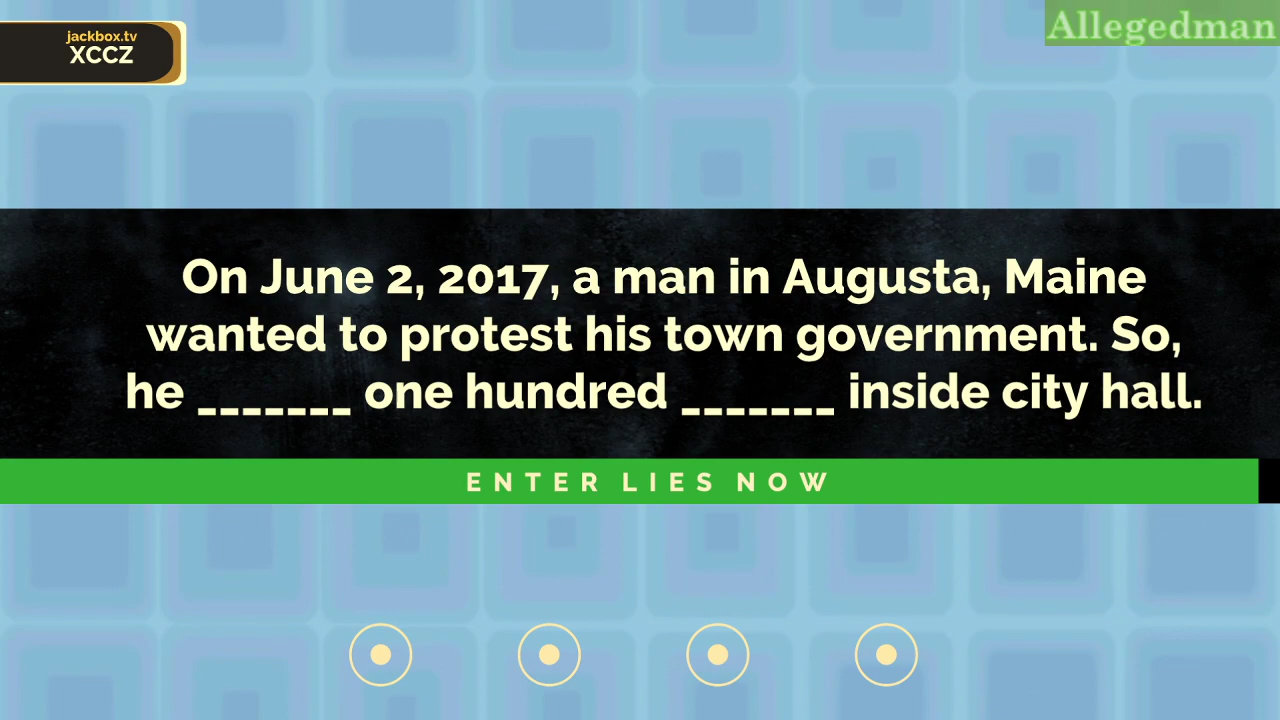 jackbox.tv
XCCZ
Allegedman
On June 2, 2017, a man in Augusta, Maine
wanted to protest his town government. So,
he _______ one hundred _______ inside city hall.
ENTER LIES NOW